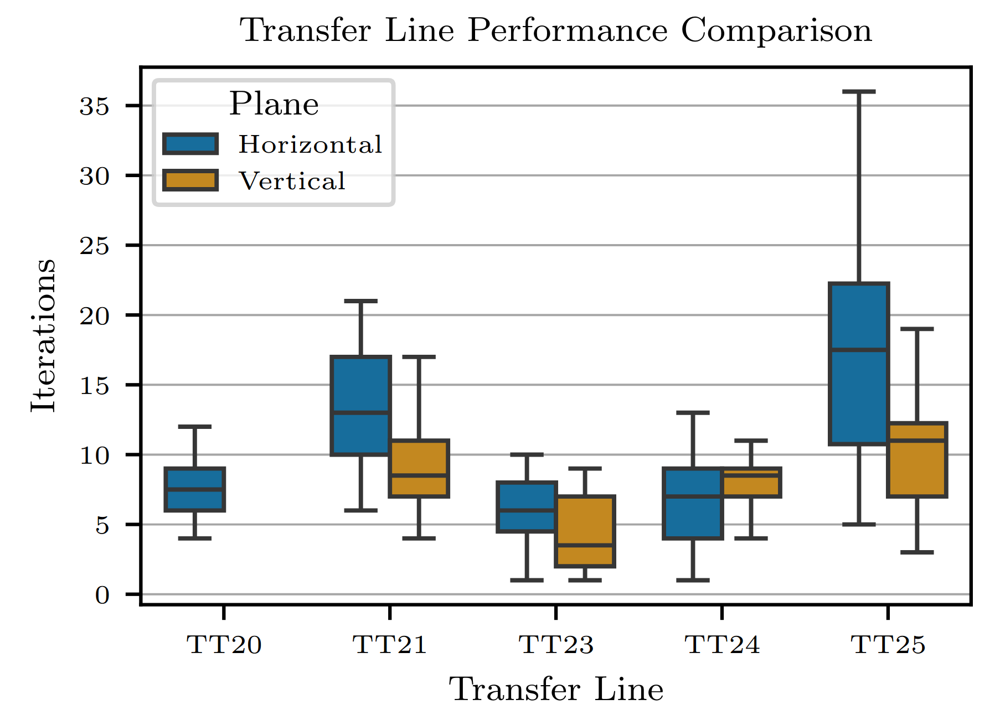 Transfer Line Performance Comparison
Plane
Horizontal
Vertical
35
30
25
20
15
10
5
0
Iterations
TT20 TT21 TT23 TT24 TT25
Transfer Line